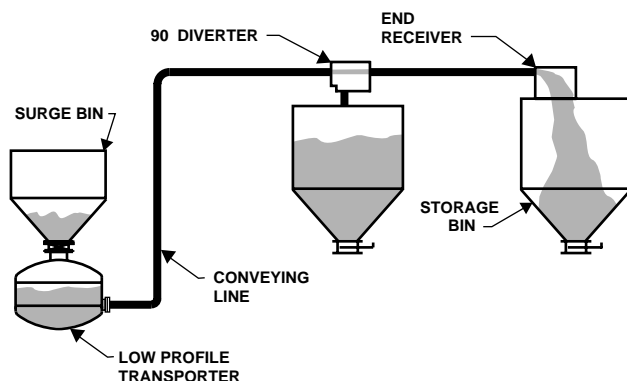 90 DIVERTER
END
RECEIVER
SURGE BIN
STORAGE
BIN
CONVEYING
LINE
LOW PROFILE
TRANSPORTER